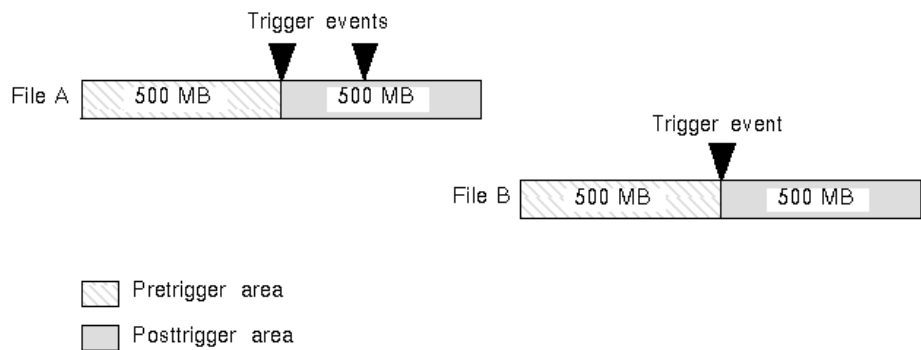 Trigger events
File A 500 MB 500 MB
Trigger event
File B 500 MB 500 MB
Pretrigger area
Posttrigger area